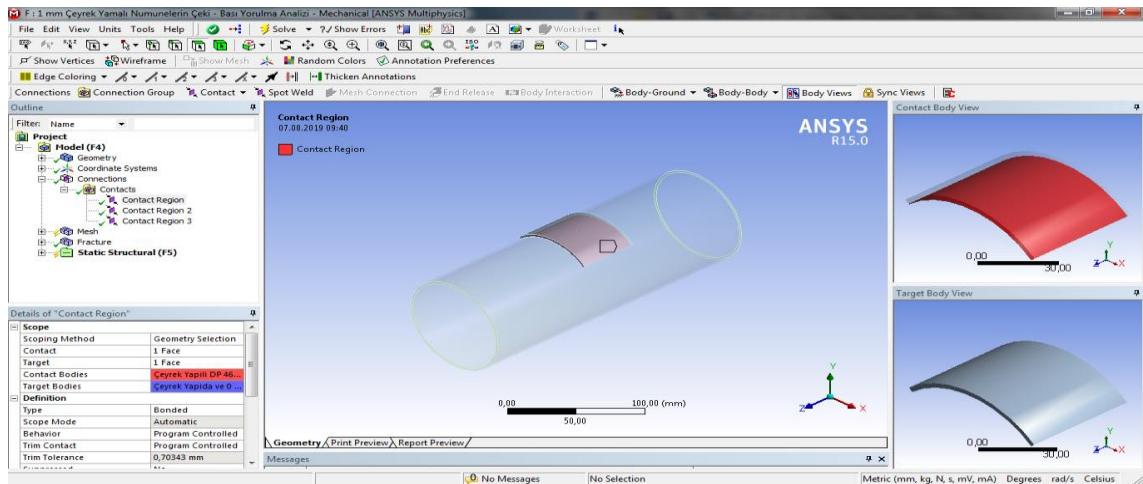 F : 1 mm Çeyrek Yamalı Numunelerin Çeki - Bası Yorulma Analizi - Mechanical [ANSYS Multiphysics]
File Edit View Units Tools Help Solve ?/ Show Errors Worksheet
Show Vertices Wireframe Show Mesh Random Colors Annotation Preferences
Edge Coloring Thicken Annotations
Connections Connection Group Contact Spot Weld Mesh Connection End Release Body Interaction Body-Ground Body-Body Body Views Sync Views
Outline
Filter: Name
Project
Model (F4)
Geometry
Coordinate Systems
Connections
Contacts
Contact Region
Contact Region 2
Contact Region 3
Mesh
Fracture
Static Structural (F5)
Details of "Contact Region"
Scope
Scoping Method Geometry Selection
Contact 1 Face
Target 1 Face
Contact Bodies Çeyrek Yapili DP 46...
Target Bodies Çeyrek Yapida ve 0 ...
Definition
Type Bonded
Scope Mode Automatic
Behavior Program Controlled
Trim Contact Program Controlled
Trim Tolerance 0,70343 mm
Contact Region
07.08.2019 09:40
Contact Region
ANSYS
R15.0
Y
Z X
0,00 100,00 (mm)
50,00
Geometry Print Preview Report Preview
Messages
Contact Body View
0,00
30,00
Y
Z X
Target Body View
0,00
30,00
Y
Z X
No Messages No Selection Metric (mm, kg, N, s, mV, mA) Degrees rad/s Celsius